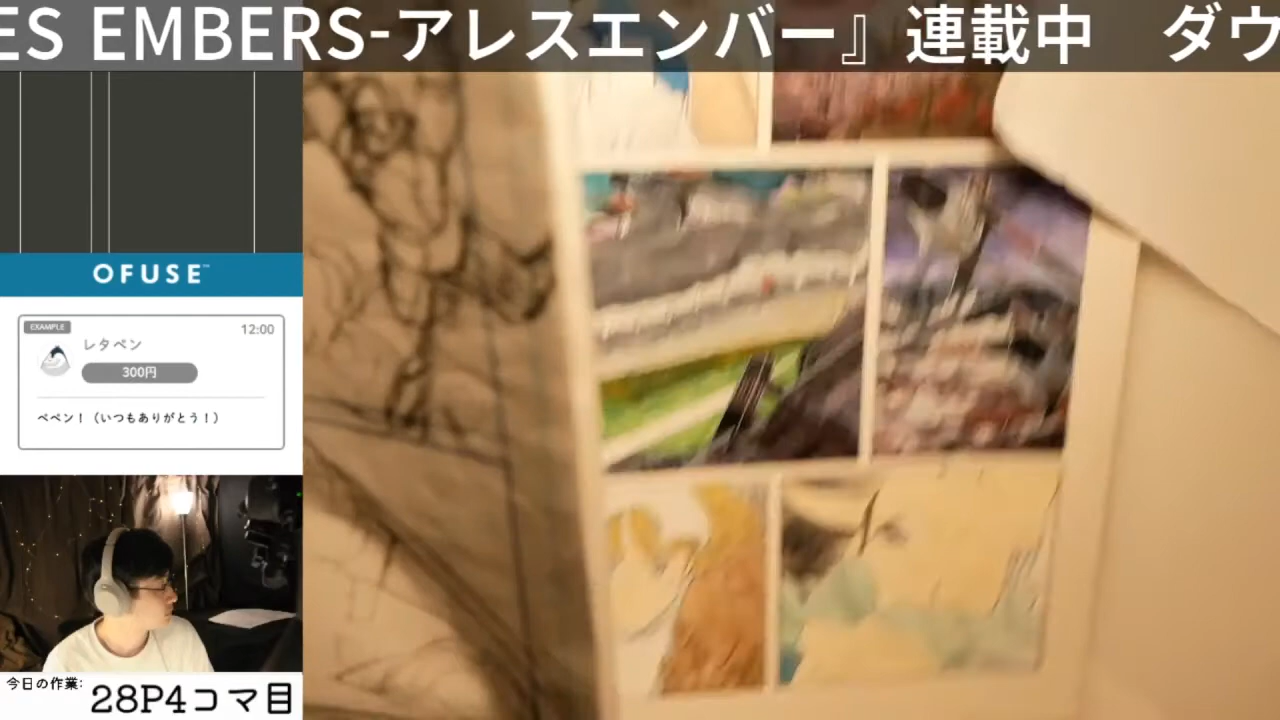 ES EMBERS-アレスエンバー』連載中　ダウ
OFUSE™
EXAMPLE
12:00
レタペン
300円
ペペン！（いつもありがとう！）
今日の作業:
28P4コマ目